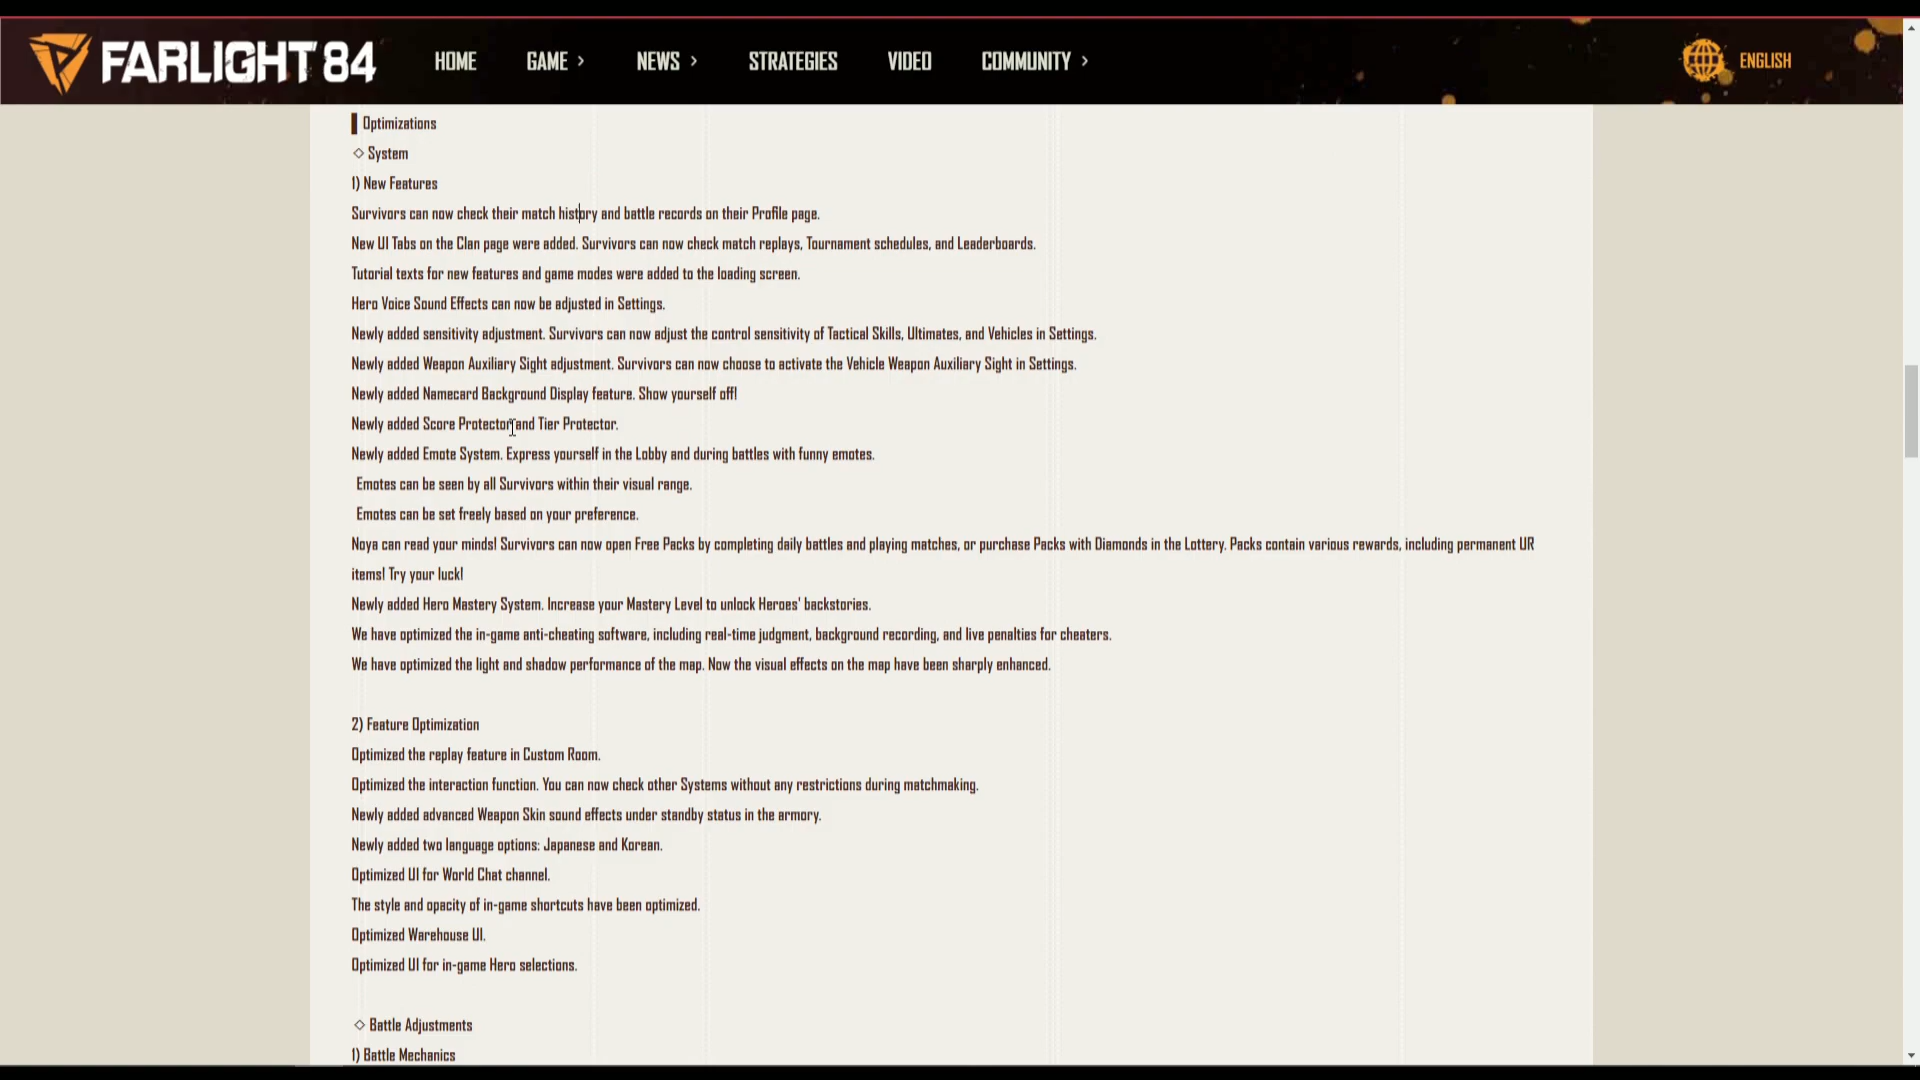 FARLIGHT 84
HOME
GAME >
NEWS >
STRATEGIES
VIDEO
COMMUNITY >
ENGLISH
Optimizations
◇ System
1) New Features
Survivors can now check their match history and battle records on their Profile page.
New UI Tabs on the Clan page were added. Survivors can now check match replays, Tournament schedules, and Leaderboards.
Tutorial texts for new features and game modes were added to the loading screen.
Hero Voice Sound Effects can now be adjusted in Settings.
Newly added sensitivity adjustment. Survivors can now adjust the control sensitivity of Tactical Skills, Ultimates, and Vehicles in Settings.
Newly added Weapon Auxiliary Sight adjustment. Survivors can now choose to activate the Vehicle Weapon Auxiliary Sight in Settings.
Newly added Namecard Background Display feature. Show yourself off!
Newly added Score Protector and Tier Protector.
Newly added Emote System. Express yourself in the Lobby and during battles with funny emotes.
Emotes can be seen by all Survivors within their visual range.
Emotes can be set freely based on your preference.
Noya can read your minds! Survivors can now open Free Packs by completing daily battles and playing matches, or purchase Packs with Diamonds in the Lottery. Packs contain various rewards, including permanent UR
items! Try your luck!
Newly added Hero Mastery System. Increase your Mastery Level to unlock Heroes' backstories.
We have optimized the in-game anti-cheating software, including real-time judgment, background recording, and live penalties for cheaters.
We have optimized the light and shadow performance of the map. Now the visual effects on the map have been sharply enhanced.
2) Feature Optimization
Optimized the replay feature in Custom Room.
Optimized the interaction function. You can now check other Systems without any restrictions during matchmaking.
Newly added advanced Weapon Skin sound effects under standby status in the armory.
Newly added two language options: Japanese and Korean.
Optimized UI for World Chat channel.
The style and opacity of in-game shortcuts have been optimized.
Optimized Warehouse UI.
Optimized UI for in-game Hero selections.
◇ Battle Adjustments
1) Battle Mechanics